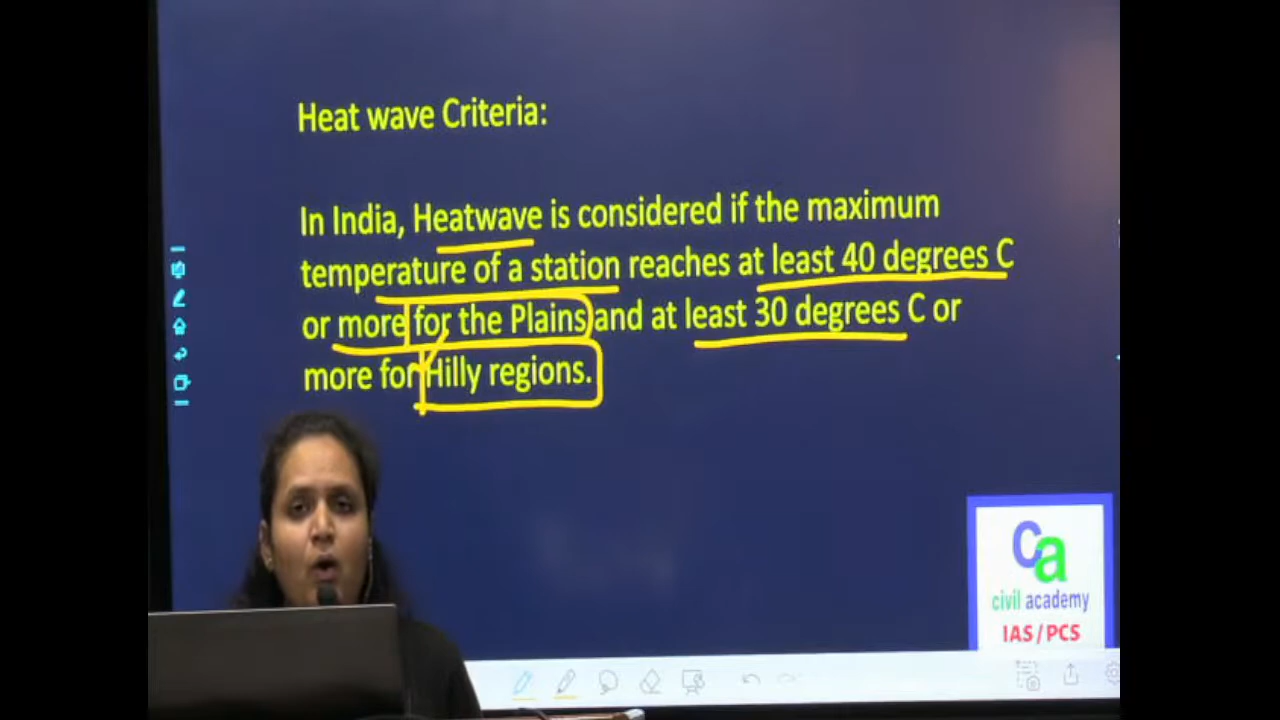 Heat wave Criteria:
In India, Heatwave is considered if the maximum
temperature of a station reaches at least 40 degrees C
or more for the Plains and at least 30 degrees C or
more for Hilly regions.
Ca
civil academy
IAS/PCS